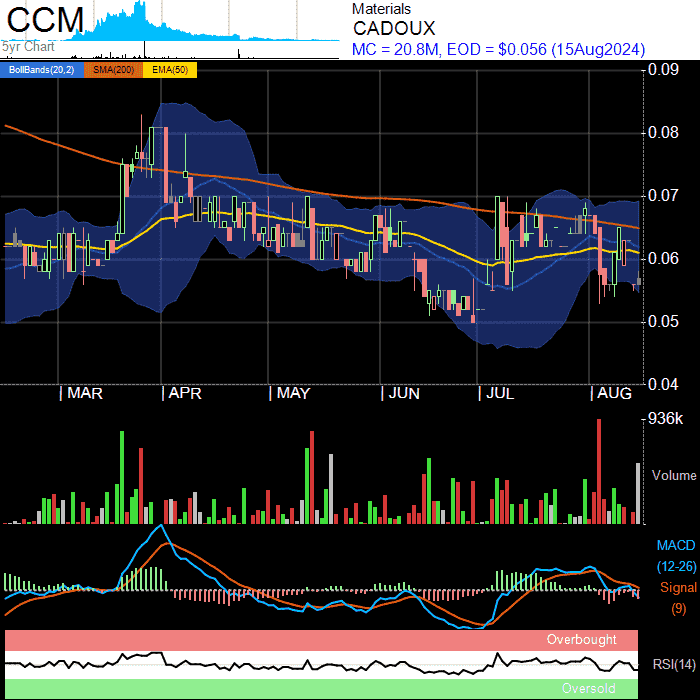 CCM
5yr Chart
Materials
CADOUX
MC = 20.8M, EOD = $0.056 (15Aug2024)
BollBands(20,2) SMA(200) EMA(50)
0.09
0.08
0.07
0.06
0.05
0.04
MAR APR MAY JUN JUL AUG
936k
Volume
MACD
(12-26)
Signal
(9)
Overbought
RSI(14)
Oversold